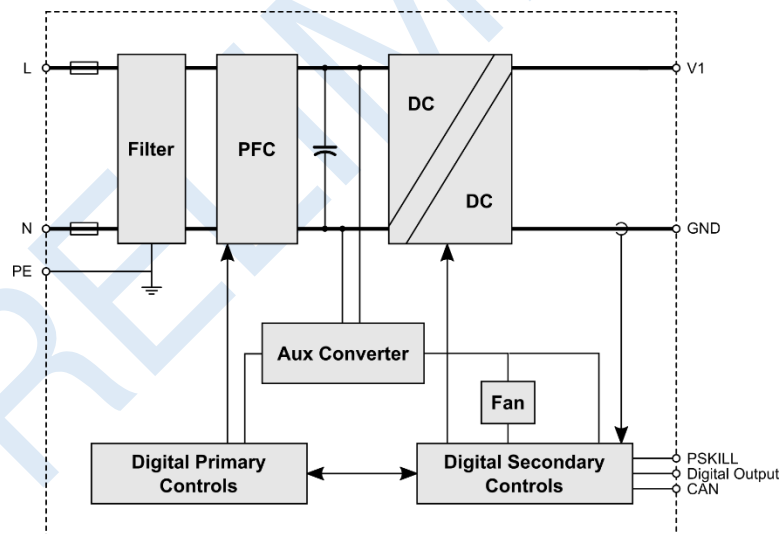 L
V1
DC
Filter
PFC
DC
N
GND
PE
Aux Converter
Fan
Digital Primary
Controls
Digital Secondary
Controls
PSKILL
Digital Output
CAN